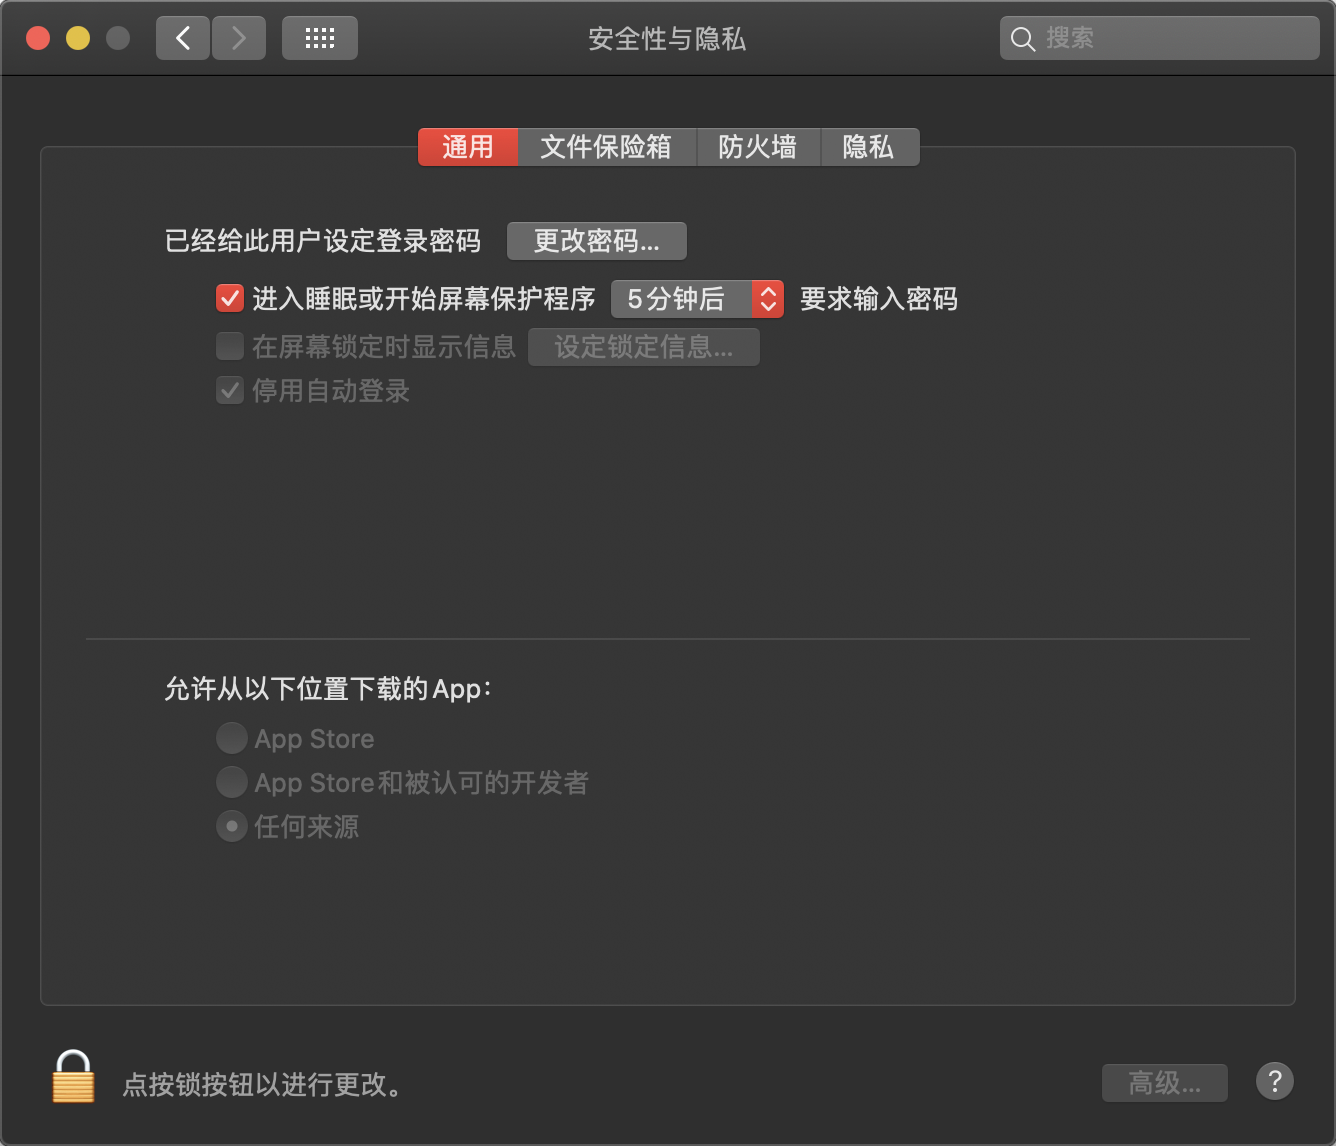 安全性与隐私
搜索
通用 文件保险箱 防火墙 隐私
已经给此用户设定登录密码 更改密码...
进入睡眠或开始屏幕保护程序 5分钟后 要求输入密码
在屏幕锁定时显示信息 设定锁定信息...
停用自动登录
允许从以下位置下载的App：
App Store
App Store和被认可的开发者
任何来源
点按锁按钮以进行更改。
高级... ?